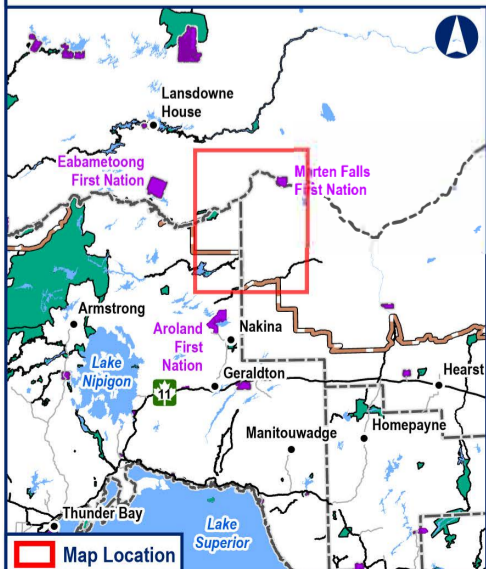 Lansdowne
House
Eabametoong
First Nation
Marten Falls
First Nation
Armstrong
Aroland
First
Nation
Nakina
Lake
Nipigon
Geraldton
Hearst
11
Manitouwadge
Homepayne
Thunder Bay
Lake
Superior
Map Location